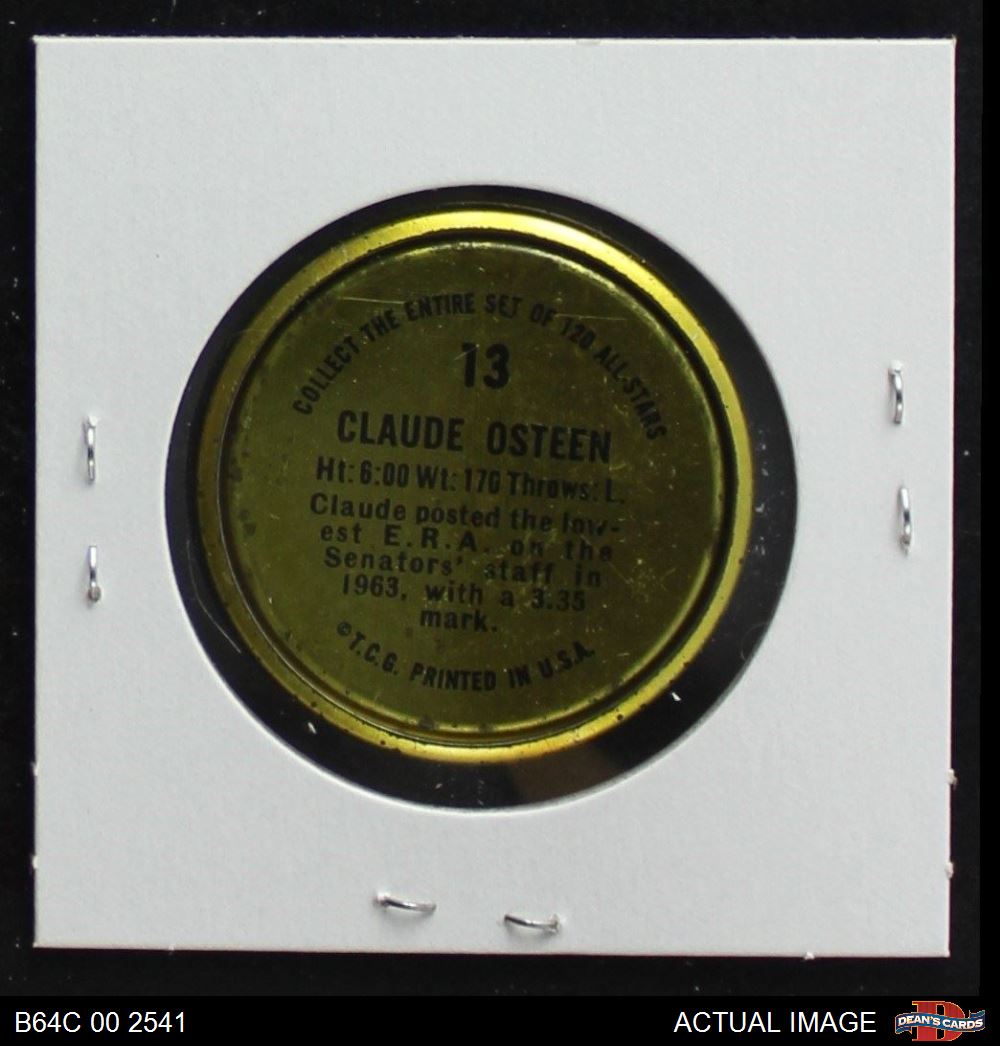 COLLECT THE ENTIRE SET OF 120 ALL-STARS
13
CLAUDE OSTEEN
Ht: 6:00 Wt: 170 Throws: L.
Claude posted the low-
est E.R.A. on the
Senators' staff in
1963, with a 3.35
mark.
©T.C.G. PRINTED IN U.S.A.
B64C 00 2541
ACTUAL IMAGE
D
DEAN'S CARDS